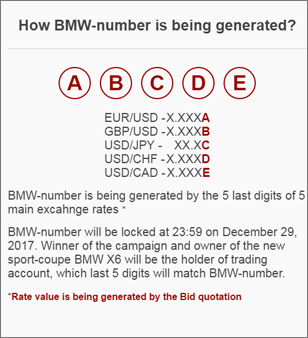 How BMW-number is being generated?
A B C D E
EUR/USD -X.XXXA
GBP/USD -X.XXXB
USD/JPY - XX.XC
USD/CHF -X.XXXD
USD/CAD -X.XXXE
BMW-number is being generated by the 5 last digits of 5
main excahnge rates *
BMW-number will be locked at 23:59 on December 29,
2017. Winner of the campaign and owner of the new
sport-coupe BMW X6 will be the holder of trading
account, which last 5 digits will match BMW-number.
*Rate value is being generated by the Bid quotation